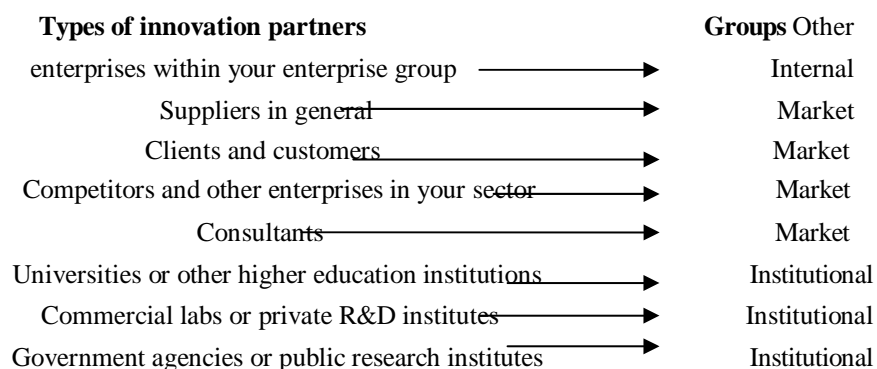 Types of innovation partners Groups Other
enterprises within your enterprise group Internal
Suppliers in general Market
Clients and customers Market
Competitors and other enterprises in your sector Market
Consultants Market
Universities or other higher education institutions Institutional
Commercial labs or private R&D institutes Institutional
Government agencies or public research institutes Institutional